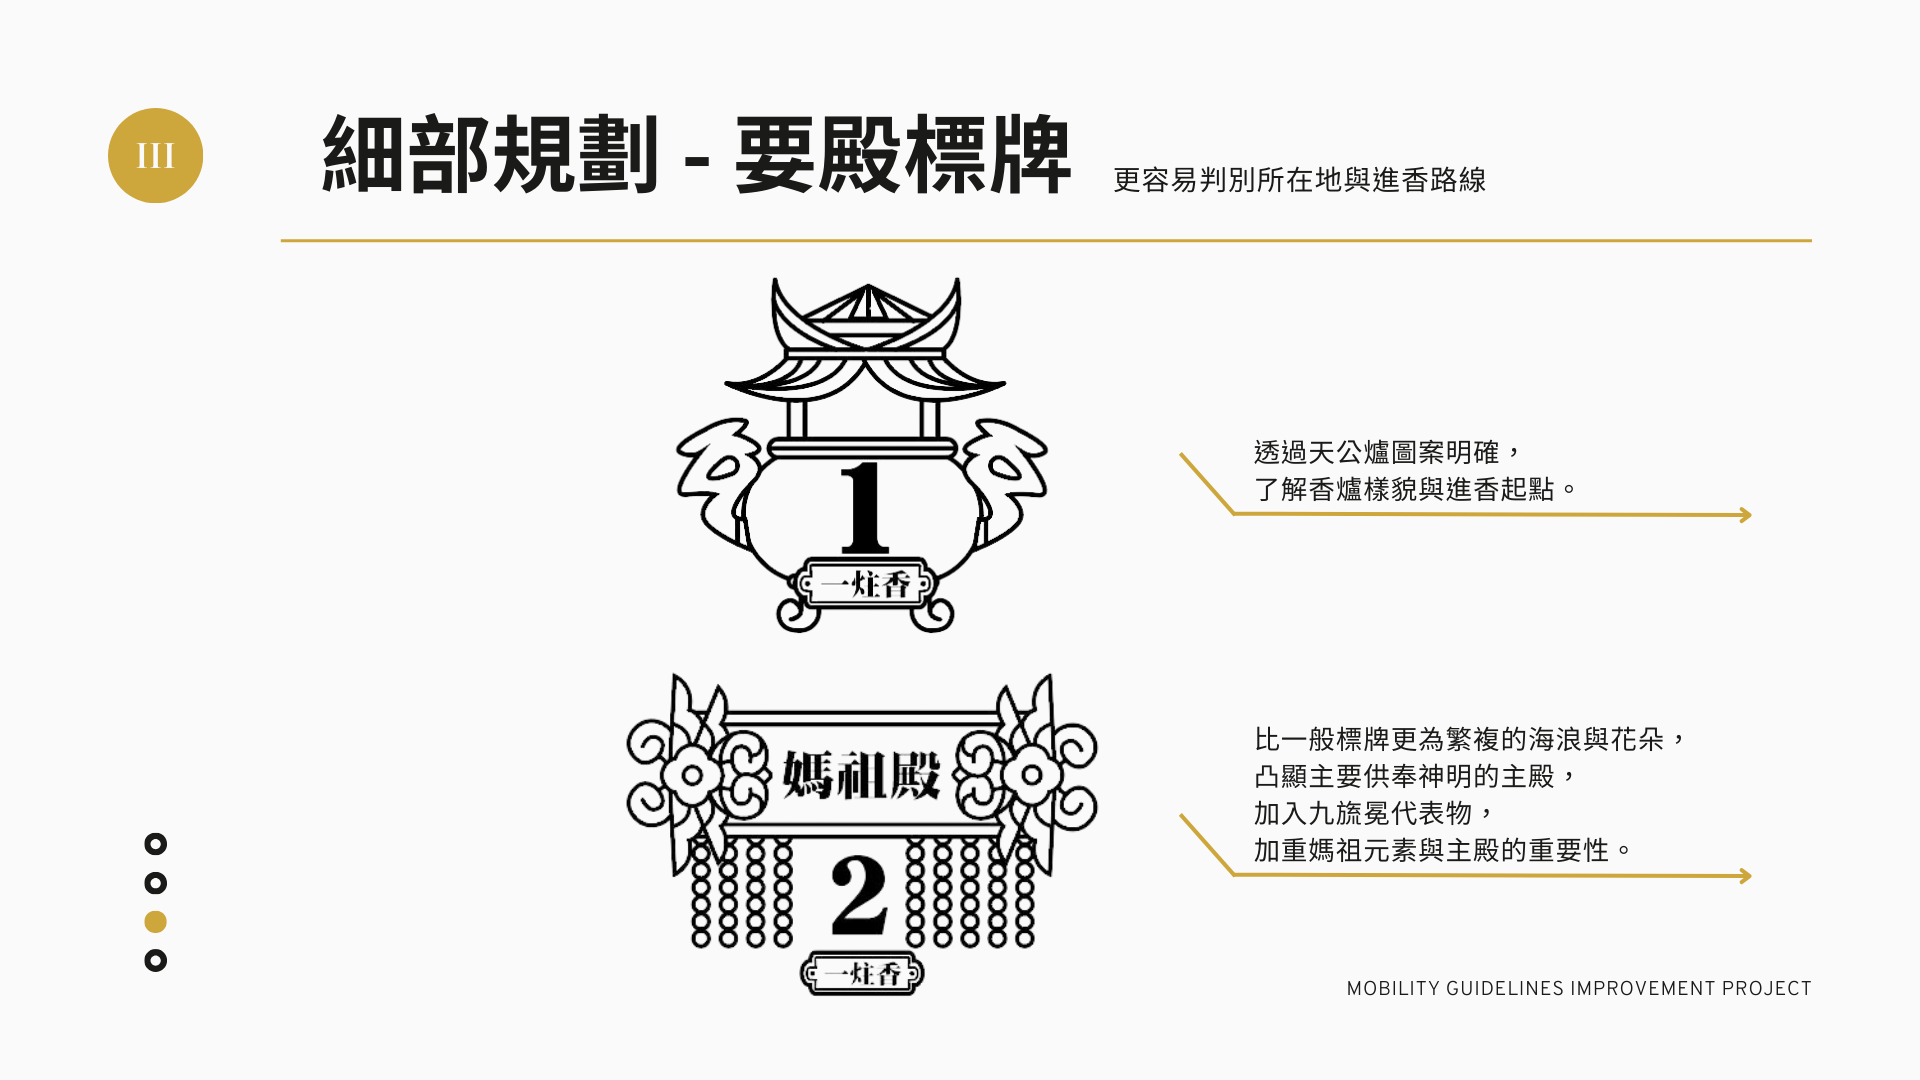 III
細部規劃 - 要殿標牌
更容易判別所在地與進香路線
1
一炷香
透過天公爐圖案明確，
了解香爐樣貌與進香起點。
媽祖殿
2
一炷香
比一般標牌更為繁複的海浪與花朵，
凸顯主要供奉神明的主殿，
加入九旒冕代表物，
加重媽祖元素與主殿的重要性。
MOBILITY GUIDELINES IMPROVEMENT PROJECT